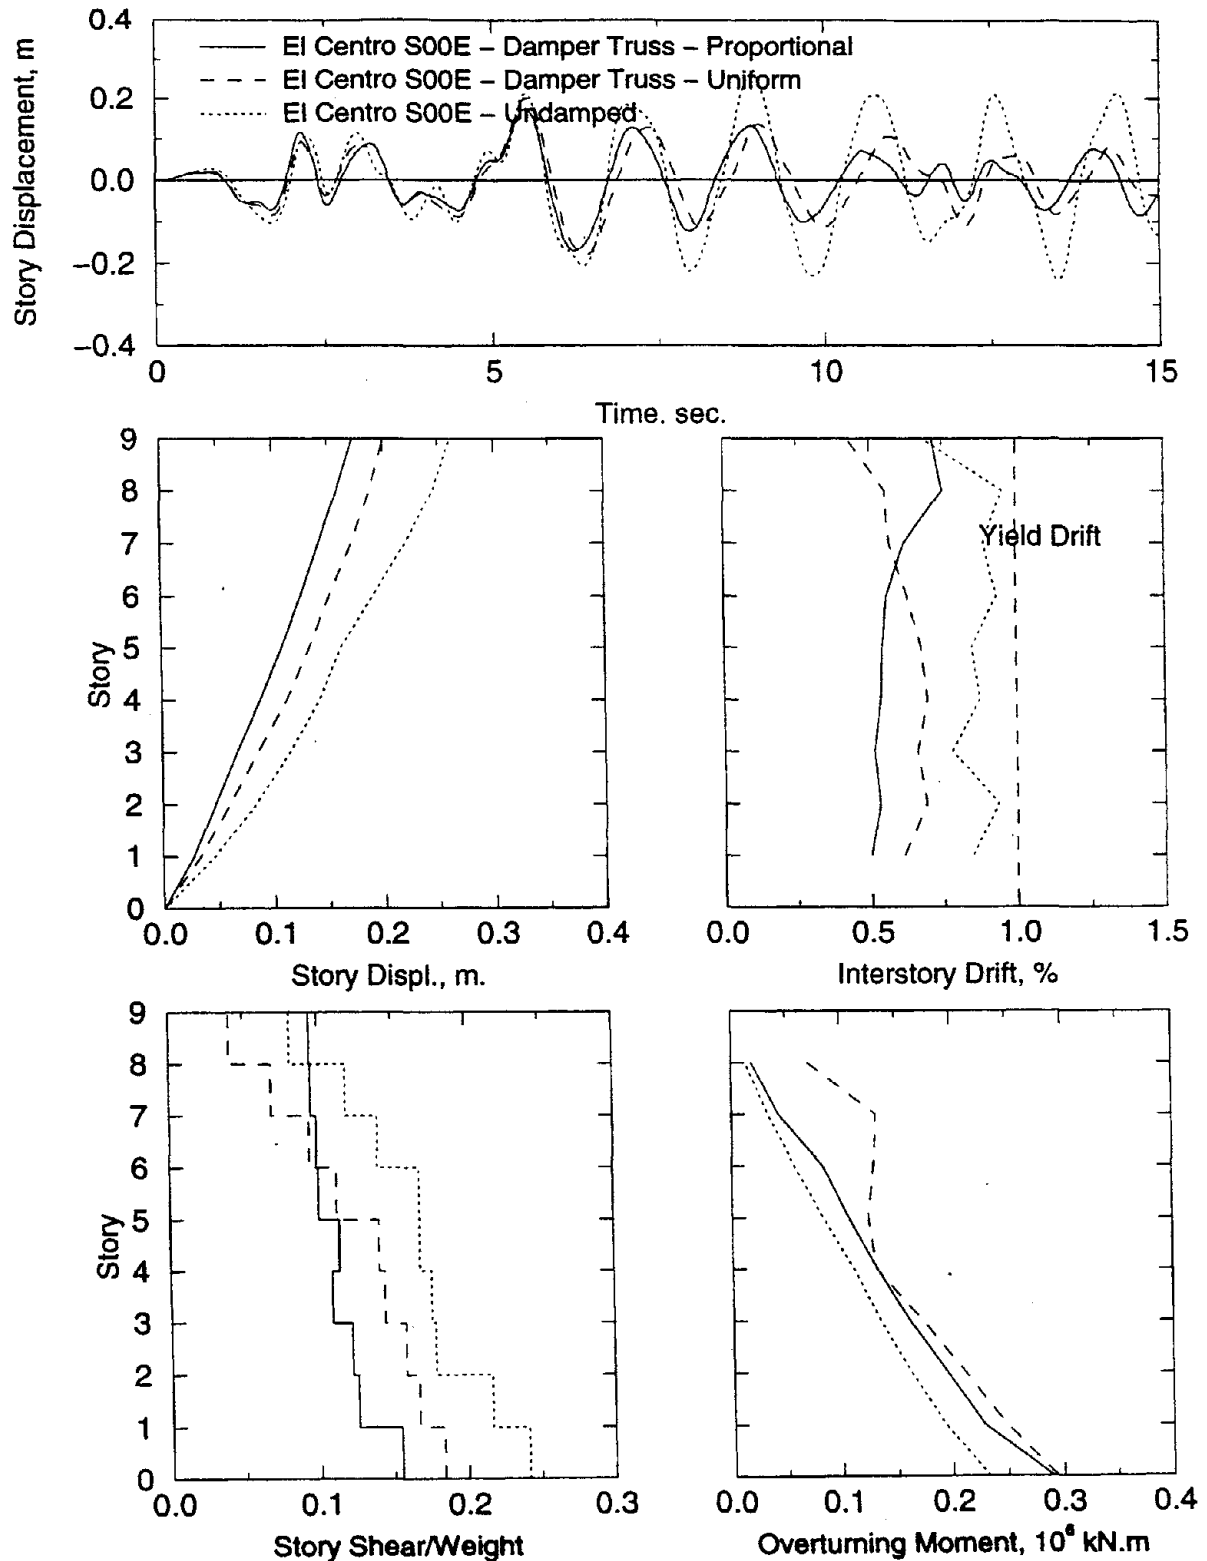 0.4
0.2
0.0
−0.2
−0.4
Story Displacement, m
El Centro S00E – Damper Truss – Proportional
El Centro S00E – Damper Truss – Uniform
El Centro S00E – Undamped
0 5 10 15
Time. sec.
9
8
7
6
5
4
3
2
1
0
Story
0.0 0.1 0.2 0.3 0.4
Story Displ., m.
Yield Drift
0.0 0.5 1.0 1.5
Interstory Drift, %
9
8
7
6
5
4
3
2
1
0
Story
0.0 0.1 0.2 0.3
Story Shear/Weight
0.0 0.1 0.2 0.3 0.4
Overturning Moment, 10⁶ kN.m